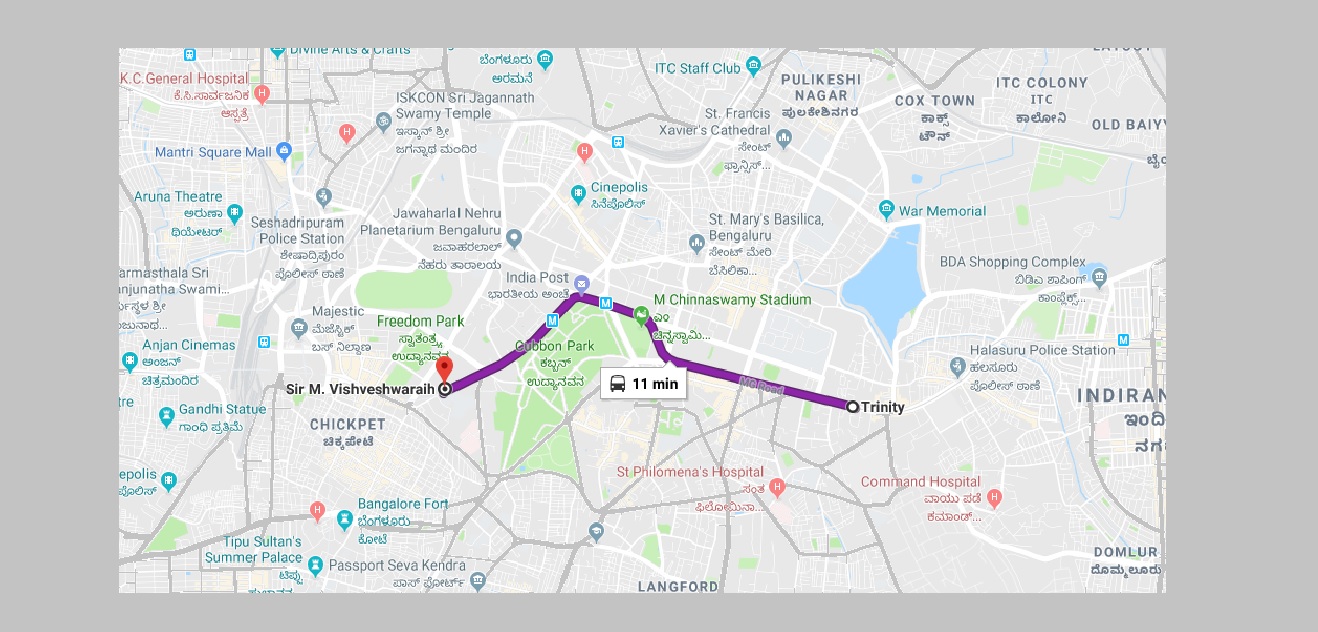 Divine Arts & Crafts
ಬೆಂಗಳೂರು
ಅರಮನೆ
ITC Staff Club
K.C.General Hospital
ಕೆ.ಸಿ.ಸಾರ್ವಜನಿಕ
ಆಸ್ಪತ್ರೆ
PULIKESHI
NAGAR
ಪುಲಕೇಶಿನಗರ
ITC COLONY
ITC
ಕಾಲೋನಿ
COX TOWN
ಕಾಕ್ಸ್
ಟೌನ್
OLD BAIYY
ISKCON Sri Jagannath
Swamy Temple
ಇಸ್ಕಾನ್ ಶ್ರೀ
ಜಗನ್ನಾಥ ಮಂದಿರ
St. Francis
Xavier's Cathedral
ಸೇಂಟ್
ಫ್ರಾನ್ಸಿಸ್...
Mantri Square Mall
Aruna Theatre
ಅರುಣಾ
ಥಿಯೇಟರ್
Cinepolis
ಸಿನೆಪೊಲಿಸ್
Seshadripuram
Police Station
ಶೇಷಾದ್ರಿಪುರಂ
ಪೊಲೀಸ್ ಠಾಣೆ
Jawaharlal Nehru
Planetarium Bengaluru
ಜವಾಹರಲಾಲ್
ನೆಹರು ತಾರಾಲಯ
St. Mary's Basilica,
Bengaluru
ಸೇಂಟ್ ಮೇರಿ
ಬೆಸಿಲಿಕಾ...
War Memorial
BDA Shopping Complex
ಬಿಡಿಎ ಶಾಪಿಂಗ್
ಕಾಂಪ್ಲೆಕ್ಸ್...
armasthala Sri
anjunatha Swami...
India Post
ಭಾರತೀಯ ಅಂಚೆ
M Chinnaswamy Stadium
ಎಂ
ಚಿನ್ನಸ್ವಾಮಿ...
Majestic
ಮೆಜೆಸ್ಟಿಕ್
ಬಸ್ ನಿಲ್ದಾಣ
Freedom Park
ಸ್ವಾತಂತ್ರ್ಯ
ಉದ್ಯಾನವನ
Anjan Cinemas
ಅಂಜನ್
ಚಿತ್ರಮಂದಿರ
Cubbon Park
ಕಬ್ಬನ್
ಉದ್ಯಾನವನ
Halasuru Police Station
ಹಲಸೂರು
ಪೊಲೀಸ್ ಠಾಣೆ
11 min
MG Road
Sir M. Vishveshwaraih
Trinity
tre
Gandhi Statue
ಗಾಂಧಿ ಪ್ರತಿಮೆ
CHICKPET
ಚಿಕ್ಕಪೇಟೆ
INDIRAN
ಇಂದಿ
ನಗ
epolis
ಪೊಲಿಸ್
St Philomena's Hospital
ಸಂತ
ಫಿಲೋಮಿನಾ...
Command Hospital
ವಾಯು ಪಡೆ
ಕಮಾಂಡ್...
Bangalore Fort
ಬೆಂಗಳೂರು
ಕೋಟೆ
Tipu Sultan's
Summer Palace
ಟಿಪ್ಪು
Passport Seva Kendra
ಪಾಸ್ ಪೋರ್ಟ್
LANGFORD
DOMLUR
ದೊಮ್ಮಲೂರು